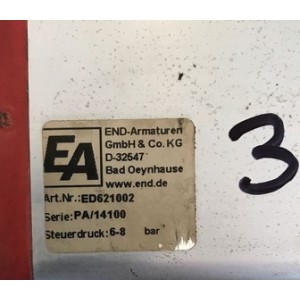 EA
END-Armaturen
GmbH & Co. KG
D-32547
Bad Oeynhause
www.end.de
Art.Nr.:ED621002
Serie:PA/14100
Steuerdruck:6-8 bar
3